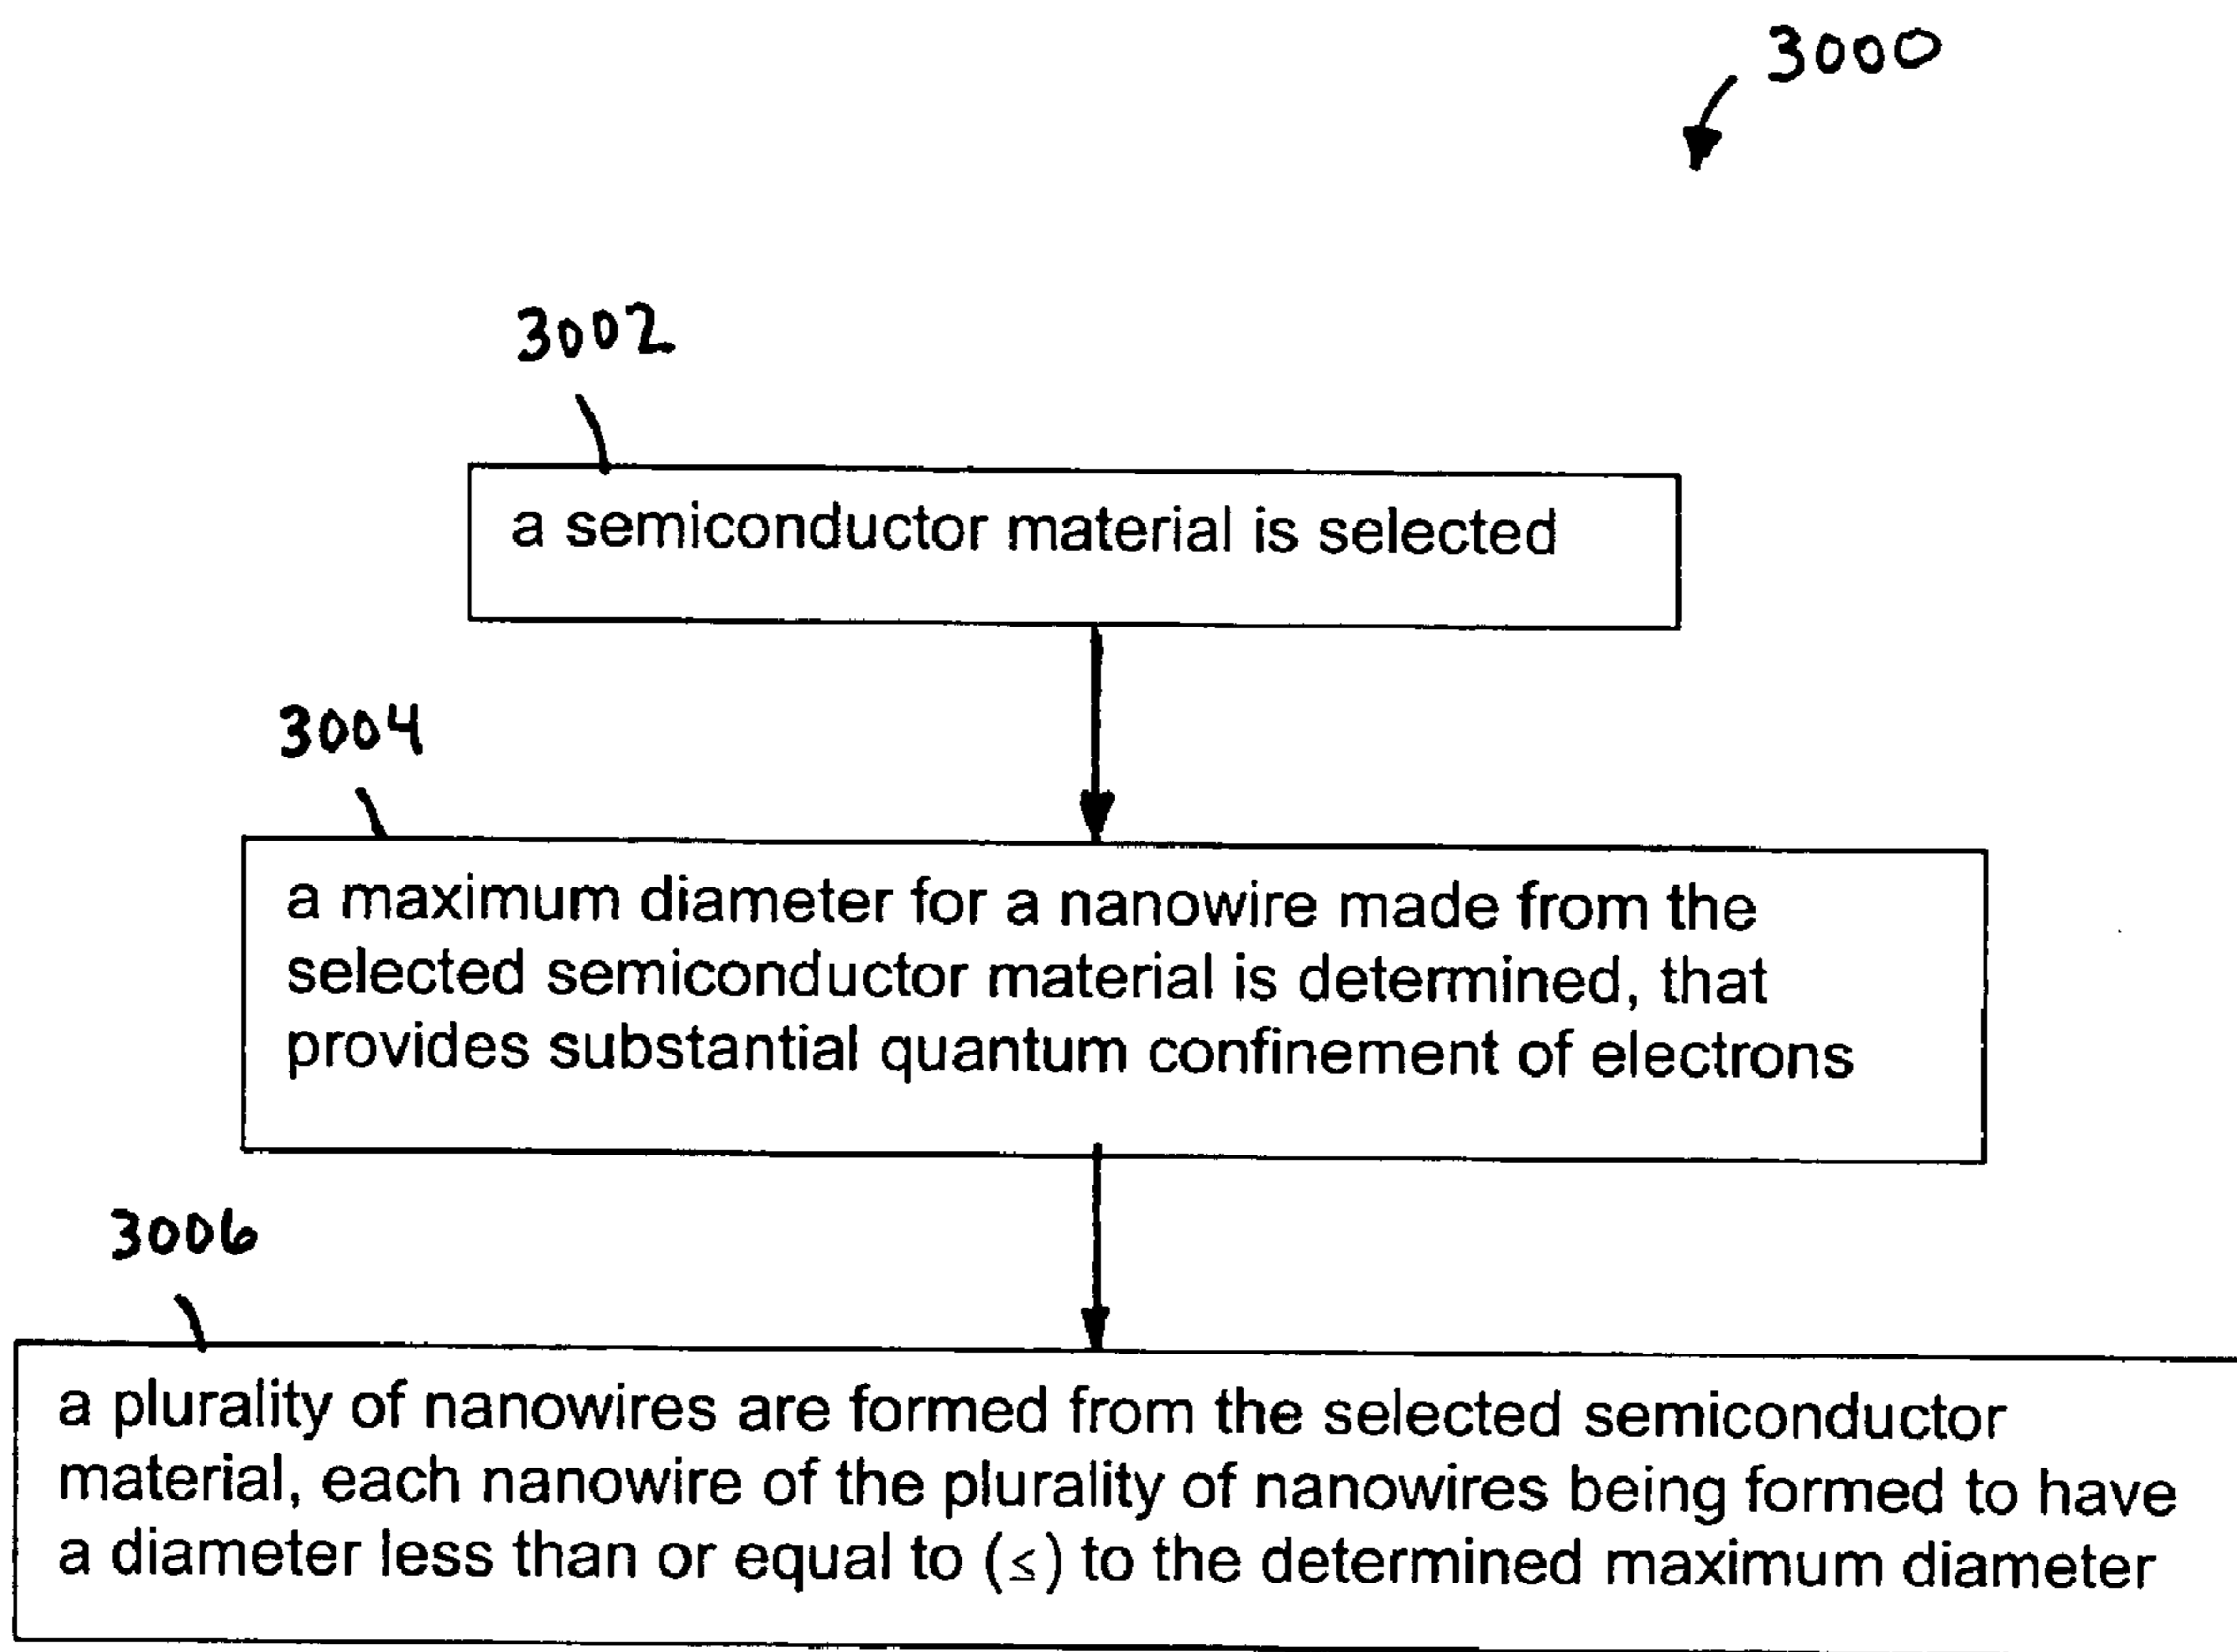 3000
3002
a semiconductor material is selected
3004
a maximum diameter for a nanowire made from the
selected semiconductor material is determined, that
provides substantial quantum confinement of electrons
3006
a plurality of nanowires are formed from the selected semiconductor
material, each nanowire of the plurality of nanowires being formed to have
a diameter less than or equal to (≤) to the determined maximum diameter